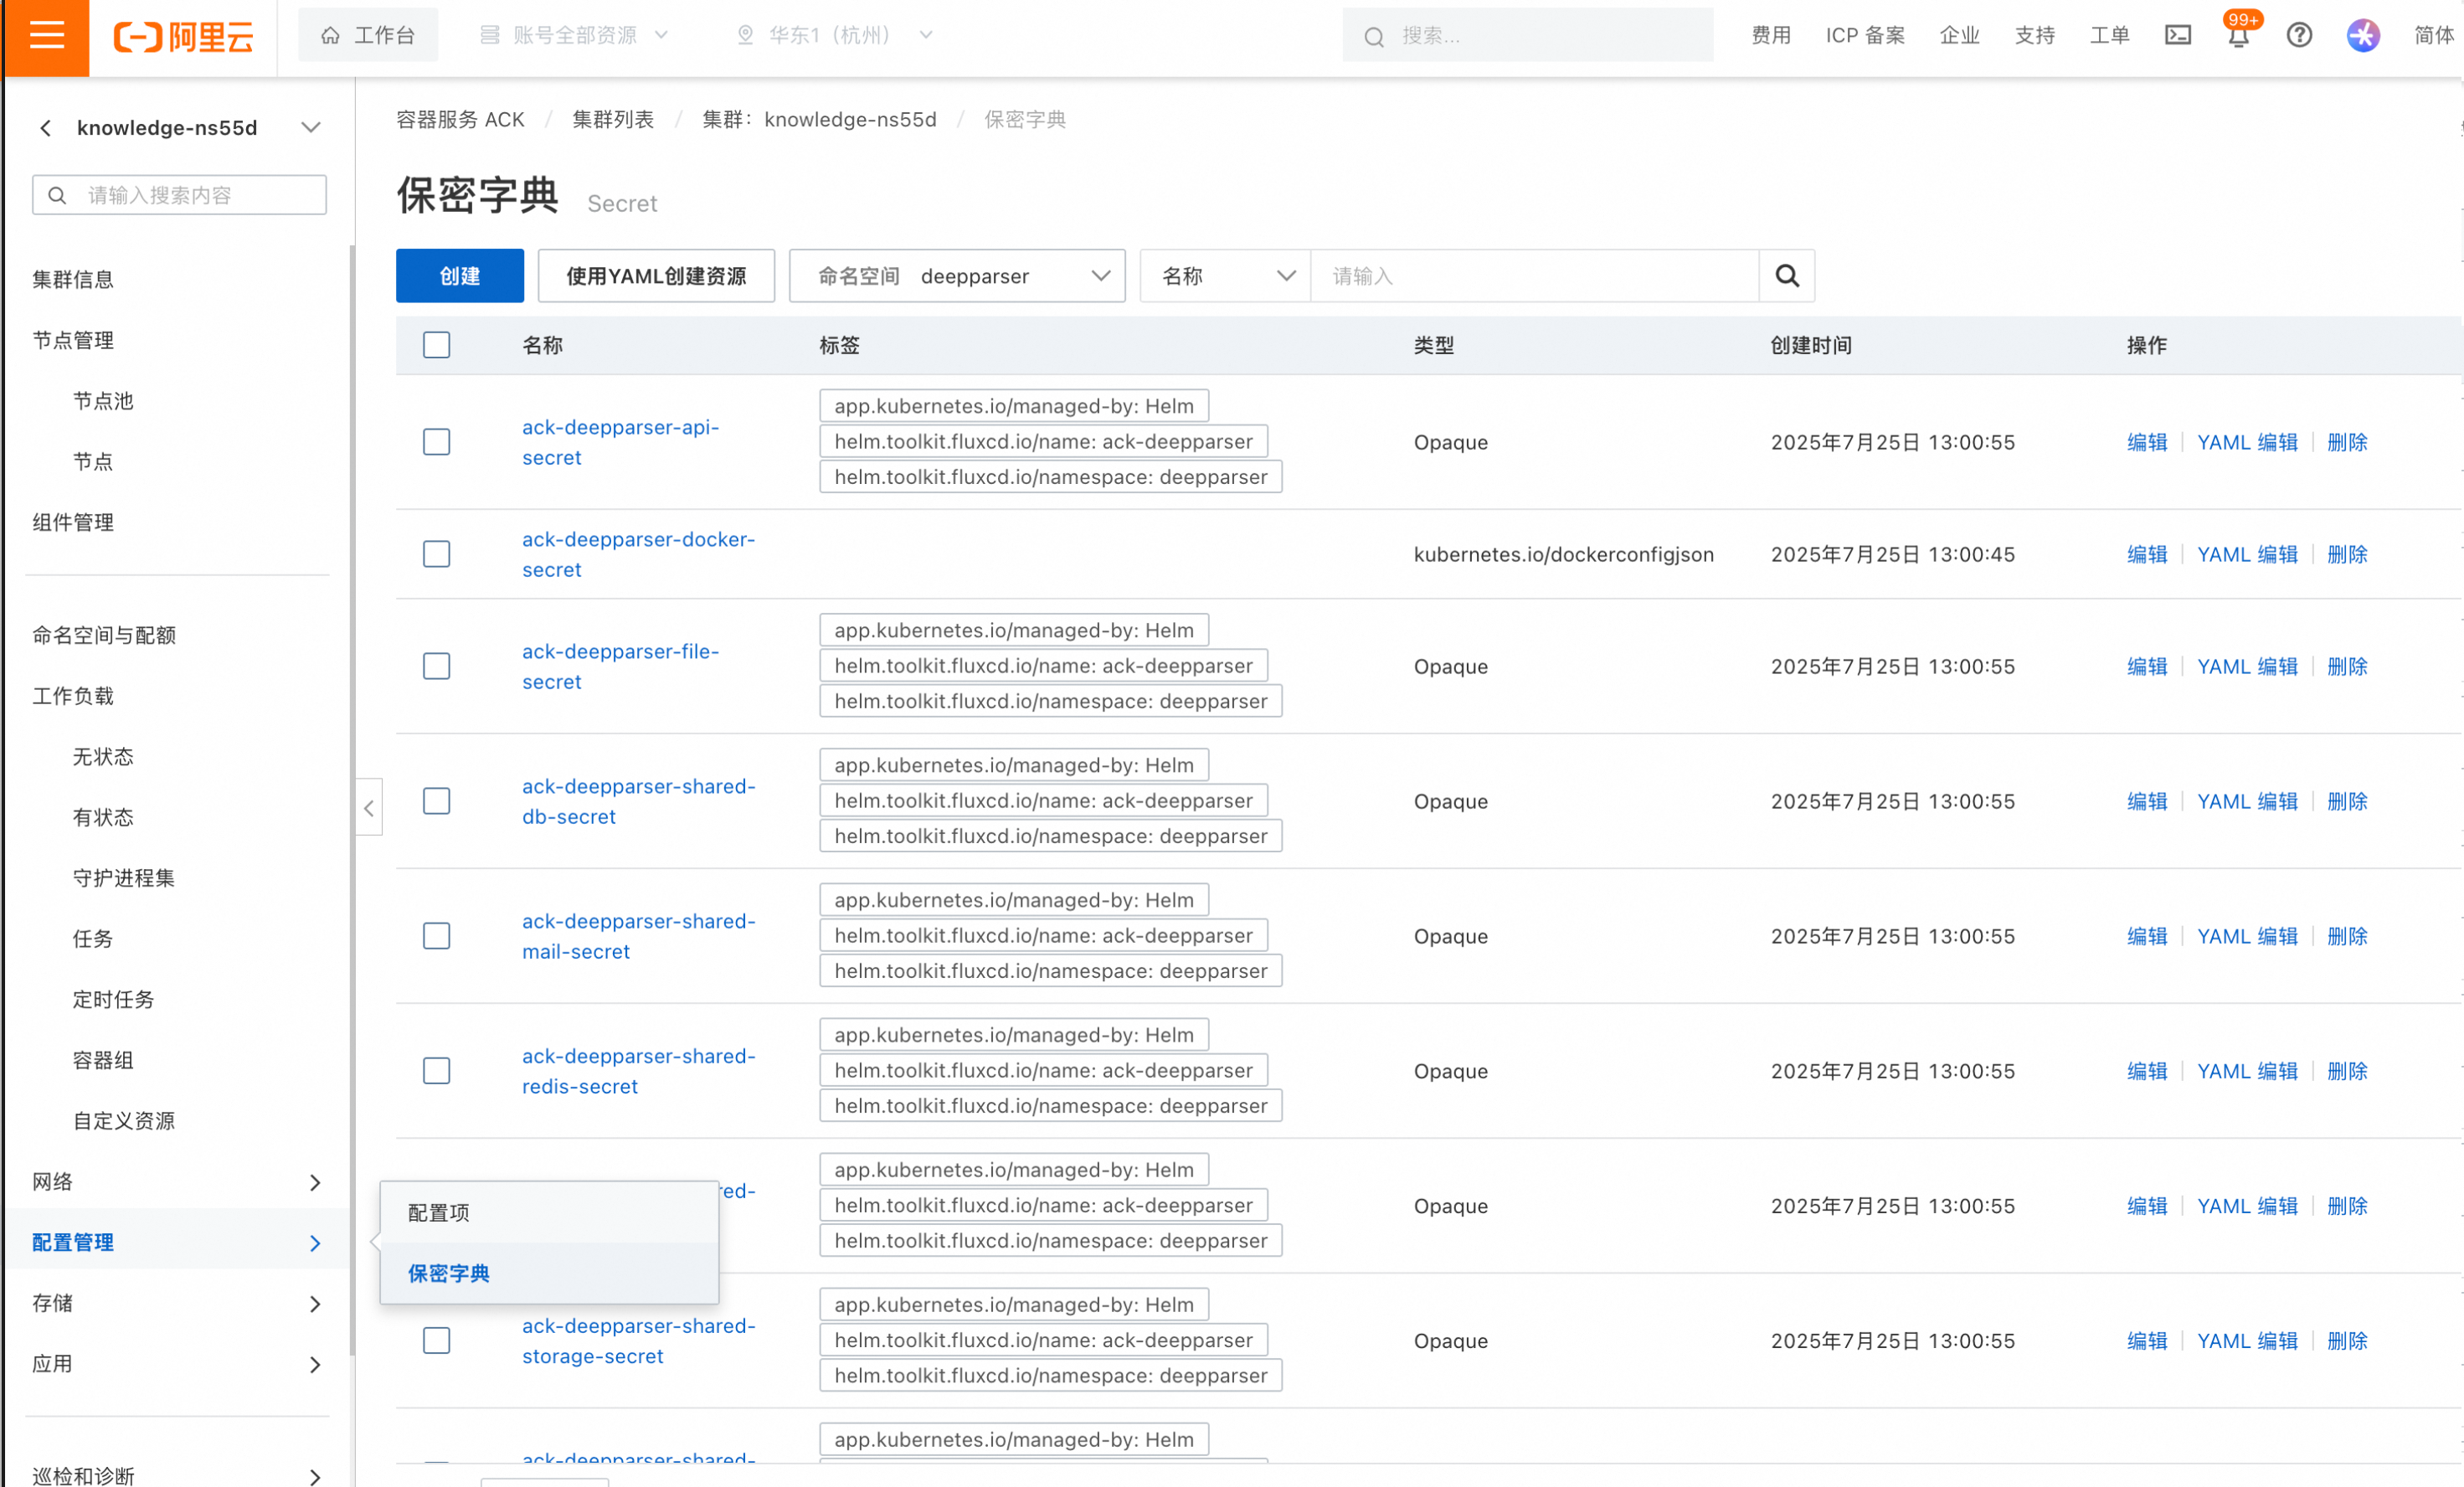 阿里云
工作台
账号全部资源
华东1（杭州）
搜索...
费用
ICP 备案
企业
支持
工单
99+
简体
knowledge-ns55d
请输入搜索内容
集群信息
节点管理
节点池
节点
组件管理
命名空间与配额
工作负载
无状态
有状态
守护进程集
任务
定时任务
容器组
自定义资源
网络
配置管理
存储
应用
巡检和诊断
配置项
保密字典
容器服务 ACK / 集群列表 / 集群：knowledge-ns55d / 保密字典
保密字典 Secret
创建 使用YAML创建资源 命名空间 deepparser 名称 请输入
名称 标签 类型 创建时间 操作
ack-deepparser-api-
secret
app.kubernetes.io/managed-by: Helm
helm.toolkit.fluxcd.io/name: ack-deepparser
helm.toolkit.fluxcd.io/namespace: deepparser
Opaque
2025年7月25日 13:00:55
编辑 YAML 编辑 删除
ack-deepparser-docker-
secret
kubernetes.io/dockerconfigjson
2025年7月25日 13:00:45
编辑 YAML 编辑 删除
ack-deepparser-file-
secret
app.kubernetes.io/managed-by: Helm
helm.toolkit.fluxcd.io/name: ack-deepparser
helm.toolkit.fluxcd.io/namespace: deepparser
Opaque
2025年7月25日 13:00:55
编辑 YAML 编辑 删除
ack-deepparser-shared-
db-secret
app.kubernetes.io/managed-by: Helm
helm.toolkit.fluxcd.io/name: ack-deepparser
helm.toolkit.fluxcd.io/namespace: deepparser
Opaque
2025年7月25日 13:00:55
编辑 YAML 编辑 删除
ack-deepparser-shared-
mail-secret
app.kubernetes.io/managed-by: Helm
helm.toolkit.fluxcd.io/name: ack-deepparser
helm.toolkit.fluxcd.io/namespace: deepparser
Opaque
2025年7月25日 13:00:55
编辑 YAML 编辑 删除
ack-deepparser-shared-
redis-secret
app.kubernetes.io/managed-by: Helm
helm.toolkit.fluxcd.io/name: ack-deepparser
helm.toolkit.fluxcd.io/namespace: deepparser
Opaque
2025年7月25日 13:00:55
编辑 YAML 编辑 删除
red-
app.kubernetes.io/managed-by: Helm
helm.toolkit.fluxcd.io/name: ack-deepparser
helm.toolkit.fluxcd.io/namespace: deepparser
Opaque
2025年7月25日 13:00:55
编辑 YAML 编辑 删除
ack-deepparser-shared-
storage-secret
app.kubernetes.io/managed-by: Helm
helm.toolkit.fluxcd.io/name: ack-deepparser
helm.toolkit.fluxcd.io/namespace: deepparser
Opaque
2025年7月25日 13:00:55
编辑 YAML 编辑 删除
ack-deepparser-shared-
app.kubernetes.io/managed-by: Helm